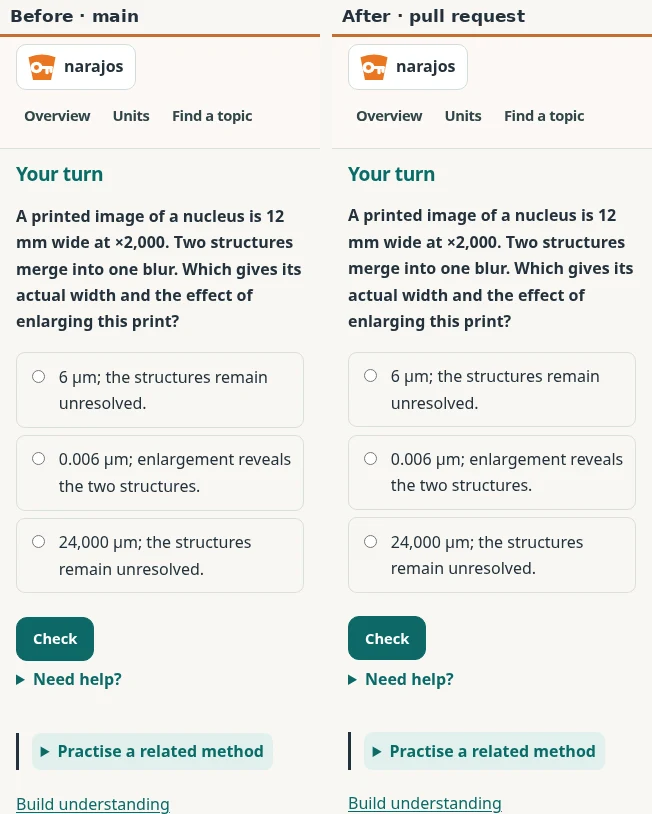 Before · main
narajos
Overview Units Find a topic
Your turn
A printed image of a nucleus is 12
mm wide at ×2,000. Two structures
merge into one blur. Which gives its
actual width and the effect of
enlarging this print?
6 µm; the structures remain
unresolved.
0.006 µm; enlargement reveals
the two structures.
24,000 µm; the structures
remain unresolved.
Check
Need help?
Practise a related method
Build understanding
After · pull request
narajos
Overview Units Find a topic
Your turn
A printed image of a nucleus is 12
mm wide at ×2,000. Two structures
merge into one blur. Which gives its
actual width and the effect of
enlarging this print?
6 µm; the structures remain
unresolved.
0.006 µm; enlargement reveals
the two structures.
24,000 µm; the structures
remain unresolved.
Check
Need help?
Practise a related method
Build understanding